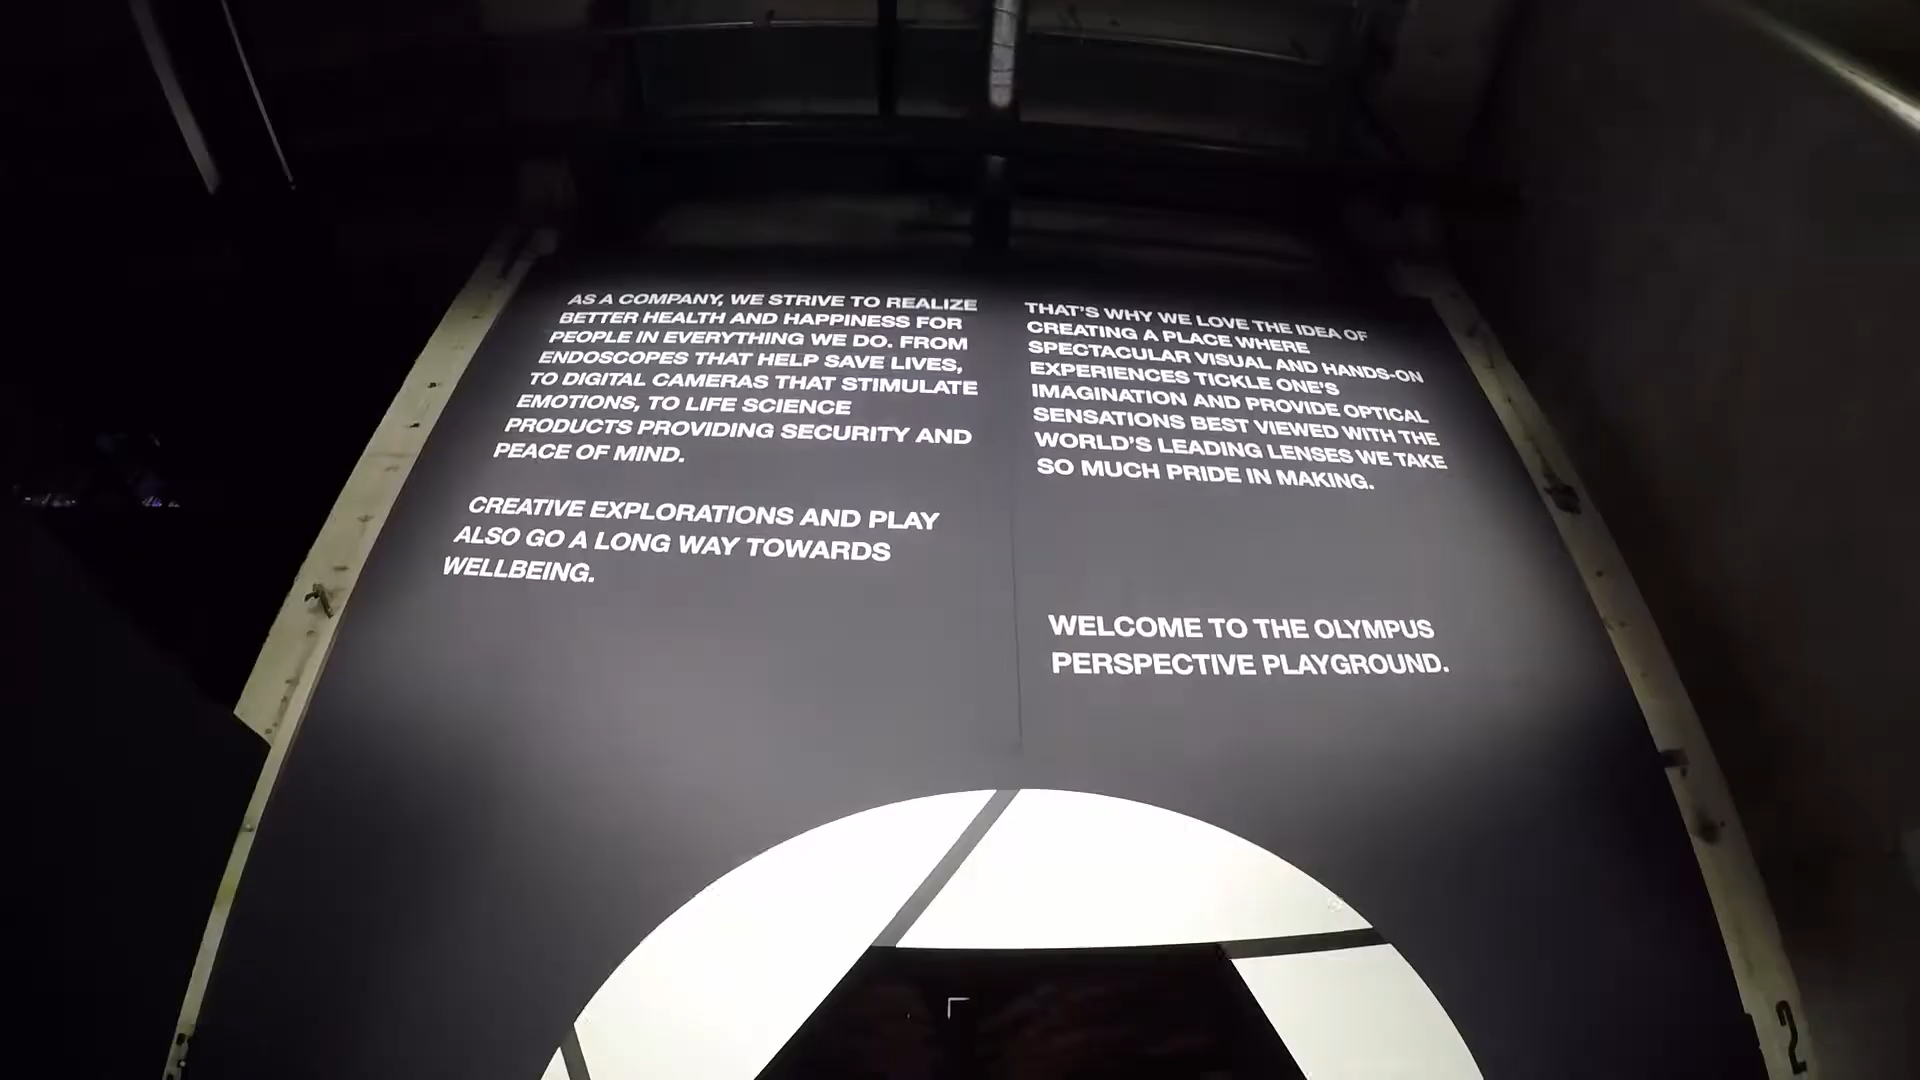 AS A COMPANY, WE STRIVE TO REALIZE
BETTER HEALTH AND HAPPINESS FOR
PEOPLE IN EVERYTHING WE DO. FROM
ENDOSCOPES THAT HELP SAVE LIVES,
TO DIGITAL CAMERAS THAT STIMULATE
EMOTIONS, TO LIFE SCIENCE
PRODUCTS PROVIDING SECURITY AND
PEACE OF MIND.
CREATIVE EXPLORATIONS AND PLAY
ALSO GO A LONG WAY TOWARDS
WELLBEING.
THAT'S WHY WE LOVE THE IDEA OF
CREATING A PLACE WHERE
SPECTACULAR VISUAL AND HANDS-ON
EXPERIENCES TICKLE ONE'S
IMAGINATION AND PROVIDE OPTICAL
SENSATIONS BEST VIEWED WITH THE
WORLD'S LEADING LENSES WE TAKE
SO MUCH PRIDE IN MAKING.
WELCOME TO THE OLYMPUS
PERSPECTIVE PLAYGROUND.
2